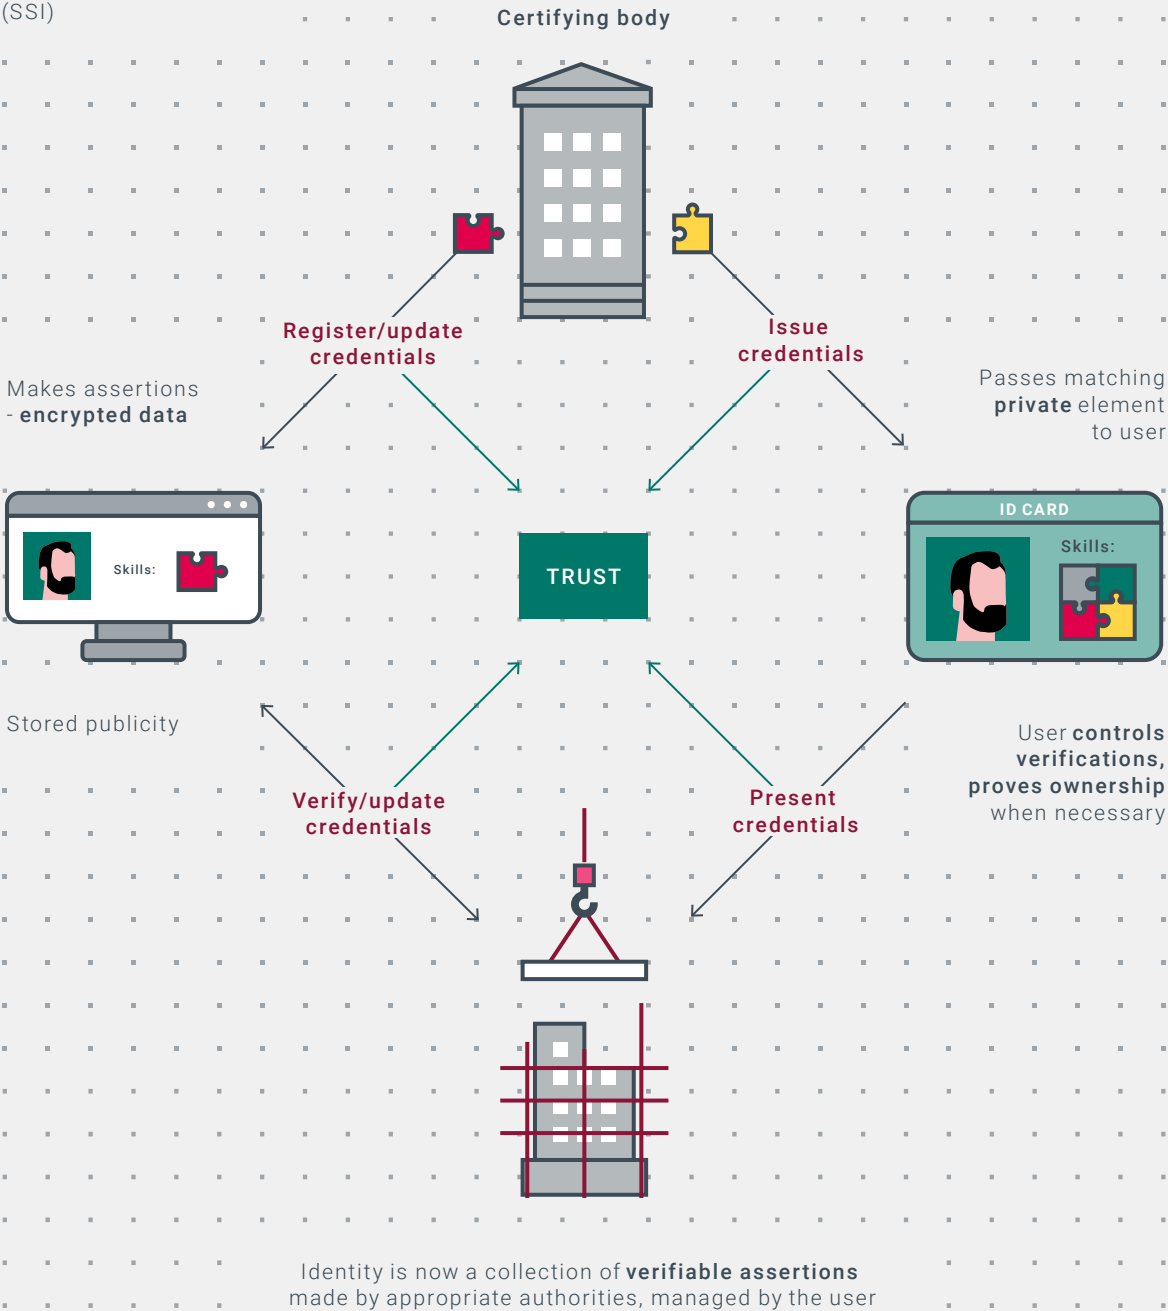 (SSI)
Certifying body
Register/update
credentials
Issue
credentials
Makes assertions
- encrypted data
Passes matching
private element
to user
ID CARD
Skills:
Skills:
TRUST
Stored publicity
User controls
verifications,
proves ownership
when necessary
Verify/update
credentials
Present
credentials
Identity is now a collection of verifiable assertions
made by appropriate authorities, managed by the user